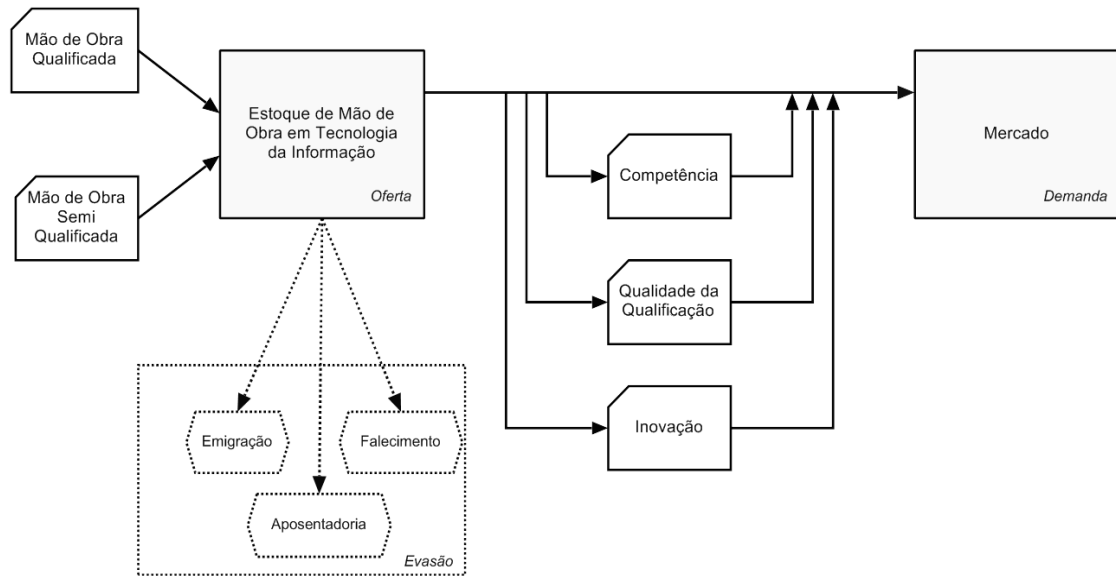 Mão de Obra
Qualificada
Mão de Obra
Semi
Qualificada
Estoque de Mão de
Obra em Tecnologia
da Informação
Oferta
Competência
Qualidade da
Qualificação
Inovação
Mercado
Demanda
Emigração
Falecimento
Aposentadoria
Evasão